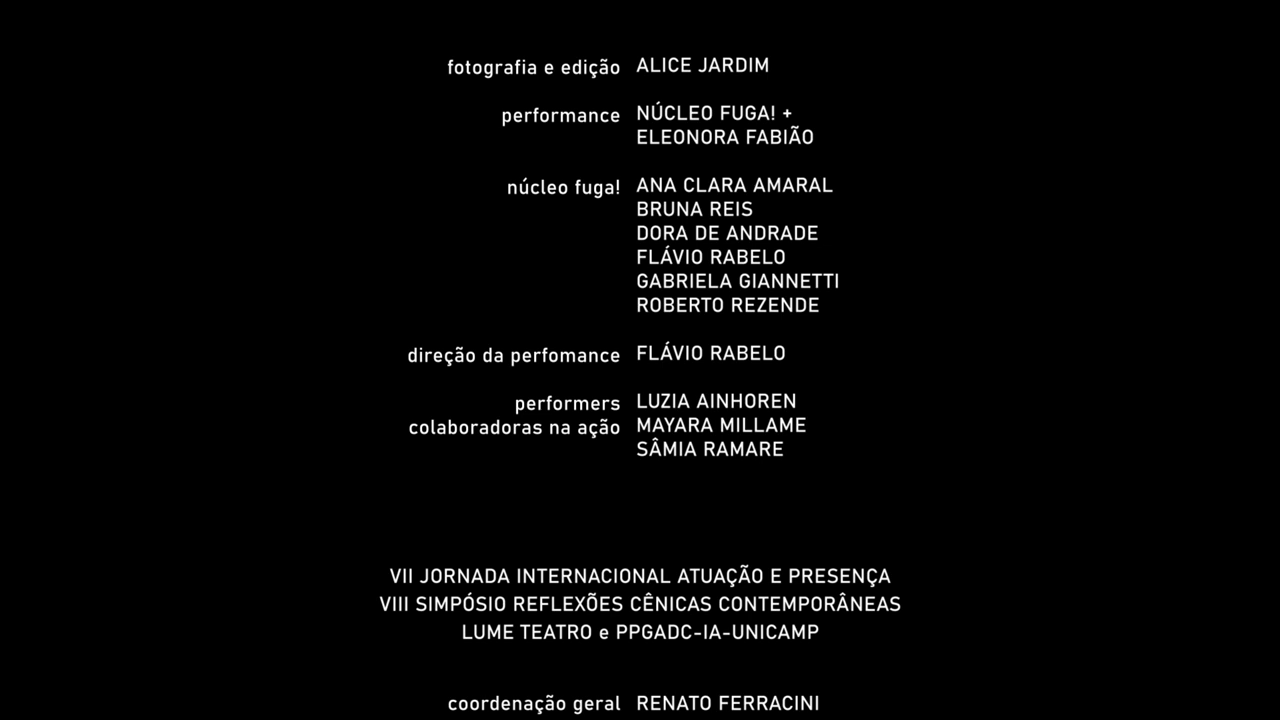 fotografia e edição ALICE JARDIM
performance NÚCLEO FUGA! +
ELEONORA FABIÃO
núcleo fuga! ANA CLARA AMARAL
BRUNA REIS
DORA DE ANDRADE
FLÁVIO RABELO
GABRIELA GIANNETTI
ROBERTO REZENDE
direção da perfomance FLÁVIO RABELO
performers LUZIA AINHOREN
colaboradoras na ação MAYARA MILLAME
SÂMIA RAMARE
VII JORNADA INTERNACIONAL ATUAÇÃO E PRESENÇA
VIII SIMPÓSIO REFLEXÕES CÊNICAS CONTEMPORÂNEAS
LUME TEATRO e PPGADC-IA-UNICAMP
coordenação geral RENATO FERRACINI